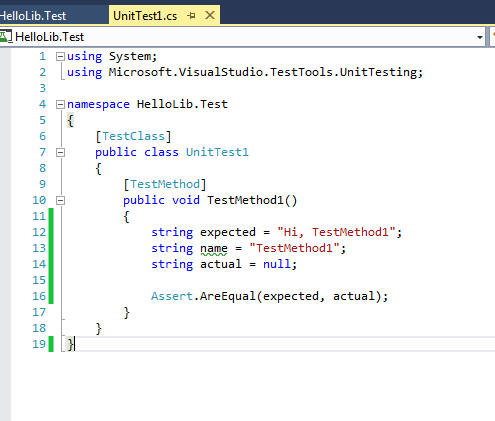 HelloLib.Test UnitTest1.cs
HelloLib.Test
1 using System;
2 using Microsoft.VisualStudio.TestTools.UnitTesting;
3
4 namespace HelloLib.Test
5 {
6 [TestClass]
7 public class UnitTest1
8 {
9 [TestMethod]
10 public void TestMethod1()
11 {
12 string expected = "Hi, TestMethod1";
13 string name = "TestMethod1";
14 string actual = null;
15
16 Assert.AreEqual(expected, actual);
17 }
18 }
19 }